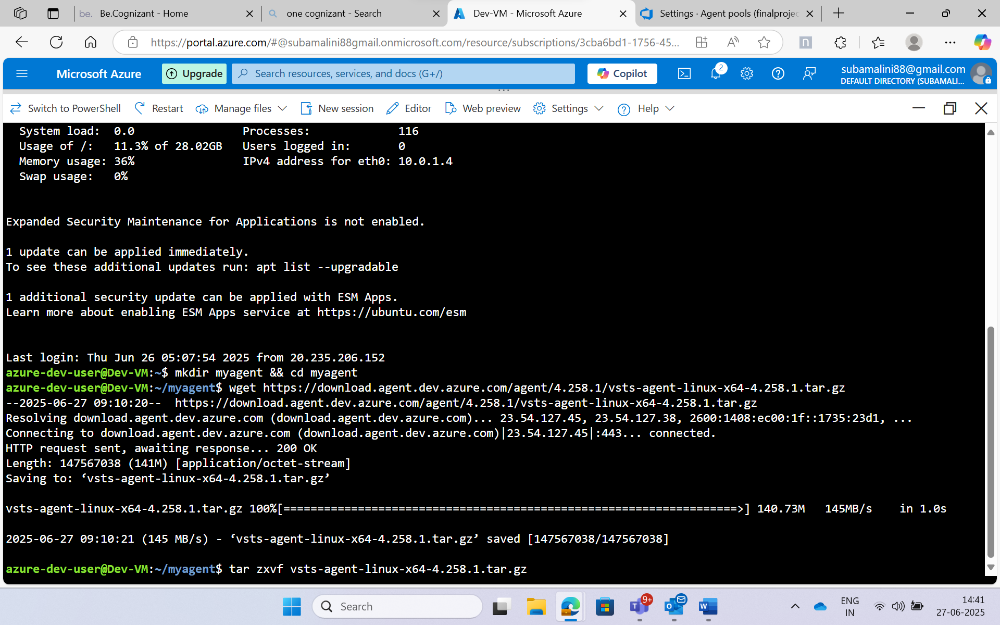 be. Be.Cognizant - Home
one cognizant - Search
Dev-VM - Microsoft Azure
Settings · Agent pools (finalprojec
https://portal.azure.com/#@subamalini88gmail.onmicrosoft.com/resource/subscriptions/3cba6bd1-1756-45...
Microsoft Azure
Upgrade
Search resources, services, and docs (G+/)
Copilot
2
subamalini88@gmail.com
DEFAULT DIRECTORY (SUBAMALI...
Switch to PowerShell Restart Manage files New session Editor Web preview Settings Help
System load: 0.0 Processes: 116
Usage of /: 11.3% of 28.02GB Users logged in: 0
Memory usage: 36% IPv4 address for eth0: 10.0.1.4
Swap usage: 0%
Expanded Security Maintenance for Applications is not enabled.
1 update can be applied immediately.
To see these additional updates run: apt list --upgradable
1 additional security update can be applied with ESM Apps.
Learn more about enabling ESM Apps service at https://ubuntu.com/esm
Last login: Thu Jun 26 05:07:54 2025 from 20.235.206.152
azure-dev-user@Dev-VM:~$ mkdir myagent && cd myagent
azure-dev-user@Dev-VM:~/myagent$ wget https://download.agent.dev.azure.com/agent/4.258.1/vsts-agent-linux-x64-4.258.1.tar.gz
--2025-06-27 09:10:20-- https://download.agent.dev.azure.com/agent/4.258.1/vsts-agent-linux-x64-4.258.1.tar.gz
Resolving download.agent.dev.azure.com (download.agent.dev.azure.com)... 23.54.127.45, 23.54.127.38, 2600:1408:ec00:1f::1735:23d1, ...
Connecting to download.agent.dev.azure.com (download.agent.dev.azure.com)|23.54.127.45|:443... connected.
HTTP request sent, awaiting response... 200 OK
Length: 147567038 (141M) [application/octet-stream]
Saving to: ‘vsts-agent-linux-x64-4.258.1.tar.gz’
vsts-agent-linux-x64-4.258.1.tar.gz 100%[===================================================================>] 140.73M 145MB/s in 1.0s
2025-06-27 09:10:21 (145 MB/s) - ‘vsts-agent-linux-x64-4.258.1.tar.gz’ saved [147567038/147567038]
azure-dev-user@Dev-VM:~/myagent$ tar zxvf vsts-agent-linux-x64-4.258.1.tar.gz
Search
9+
ENG
IN
14:41
27-06-2025